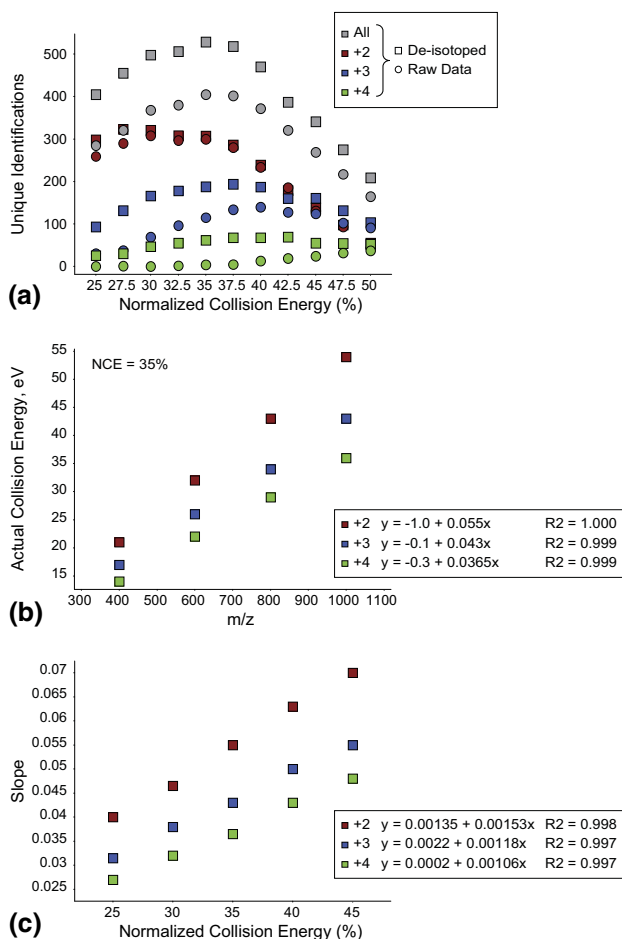 All
+2
+3
+4
De-isotoped
Raw Data
Unique Identifications
500
400
300
200
100
0
25 27.5 30 32.5 35 37.5 40 42.5 45 47.5 50
Normalized Collision Energy (%)
(a)
NCE = 35%
Actual Collision Energy, eV
55
45
35
25
15
300 400 500 600 700 800 900 1000 1100
m/z
+2 y = -1.0 + 0.055x R2 = 1.000
+3 y = -0.1 + 0.043x R2 = 0.999
+4 y = -0.3 + 0.0365x R2 = 0.999
(b)
Slope
0.07
0.065
0.06
0.055
0.05
0.045
0.04
0.035
0.03
0.025
25 30 35 40 45
Normalized Collision Energy (%)
+2 y = 0.00135 + 0.00153x R2 = 0.998
+3 y = 0.0022 + 0.00118x R2 = 0.997
+4 y = 0.0002 + 0.00106x R2 = 0.997
(c)